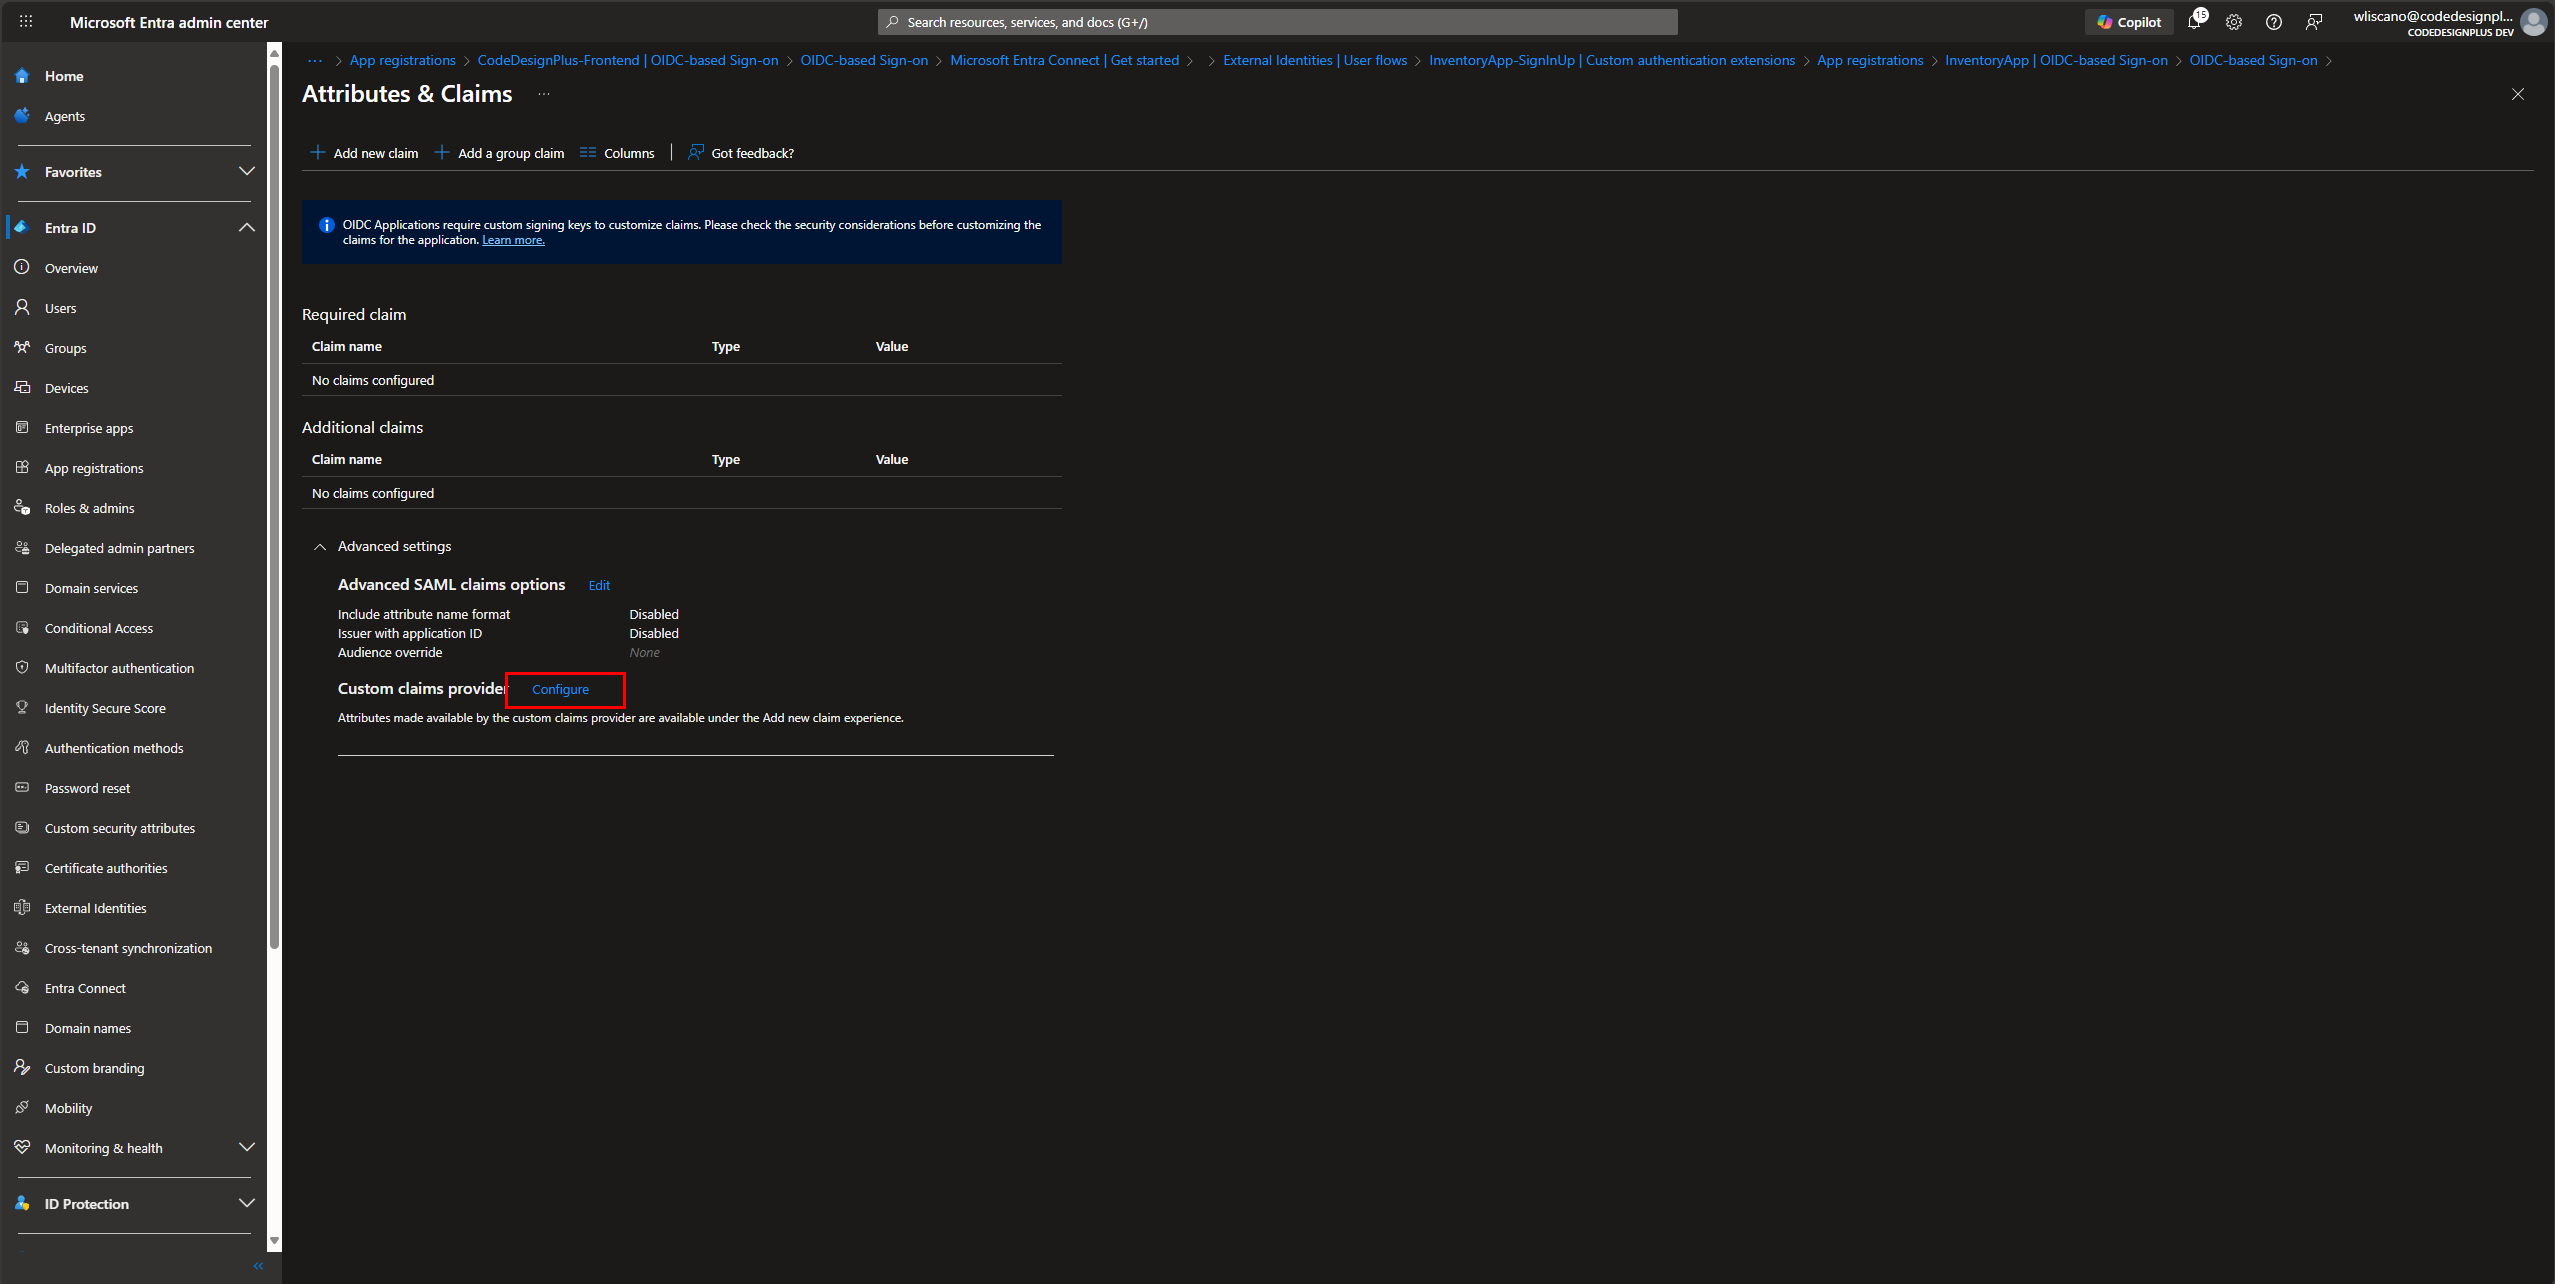 Microsoft Entra admin center
Search resources, services, and docs (G+/)
Copilot
15
wliscano@codedesignpl...
CODEDESIGNPLUS DEV
Home
Agents
Favorites
Entra ID
Overview
Users
Groups
Devices
Enterprise apps
App registrations
Roles & admins
Delegated admin partners
Domain services
Conditional Access
Multifactor authentication
Identity Secure Score
Authentication methods
Password reset
Custom security attributes
Certificate authorities
External Identities
Cross-tenant synchronization
Entra Connect
Domain names
Custom branding
Mobility
Monitoring & health
ID Protection
... > App registrations > CodeDesignPlus-Frontend | OIDC-based Sign-on > OIDC-based Sign-on > Microsoft Entra Connect | Get started > > External Identities | User flows > InventoryApp-SignInUp | Custom authentication extensions > App registrations > InventoryApp | OIDC-based Sign-on > OIDC-based Sign-on >
Attributes & Claims ...
Add new claim
Add a group claim
Columns
Got feedback?
OIDC Applications require custom signing keys to customize claims. Please check the security considerations before customizing the
claims for the application. Learn more.
Required claim
Claim name Type Value
No claims configured
Additional claims
Claim name Type Value
No claims configured
Advanced settings
Advanced SAML claims options Edit
Include attribute name format Disabled
Issuer with application ID Disabled
Audience override None
Custom claims provider Configure
Attributes made available by the custom claims provider are available under the Add new claim experience.